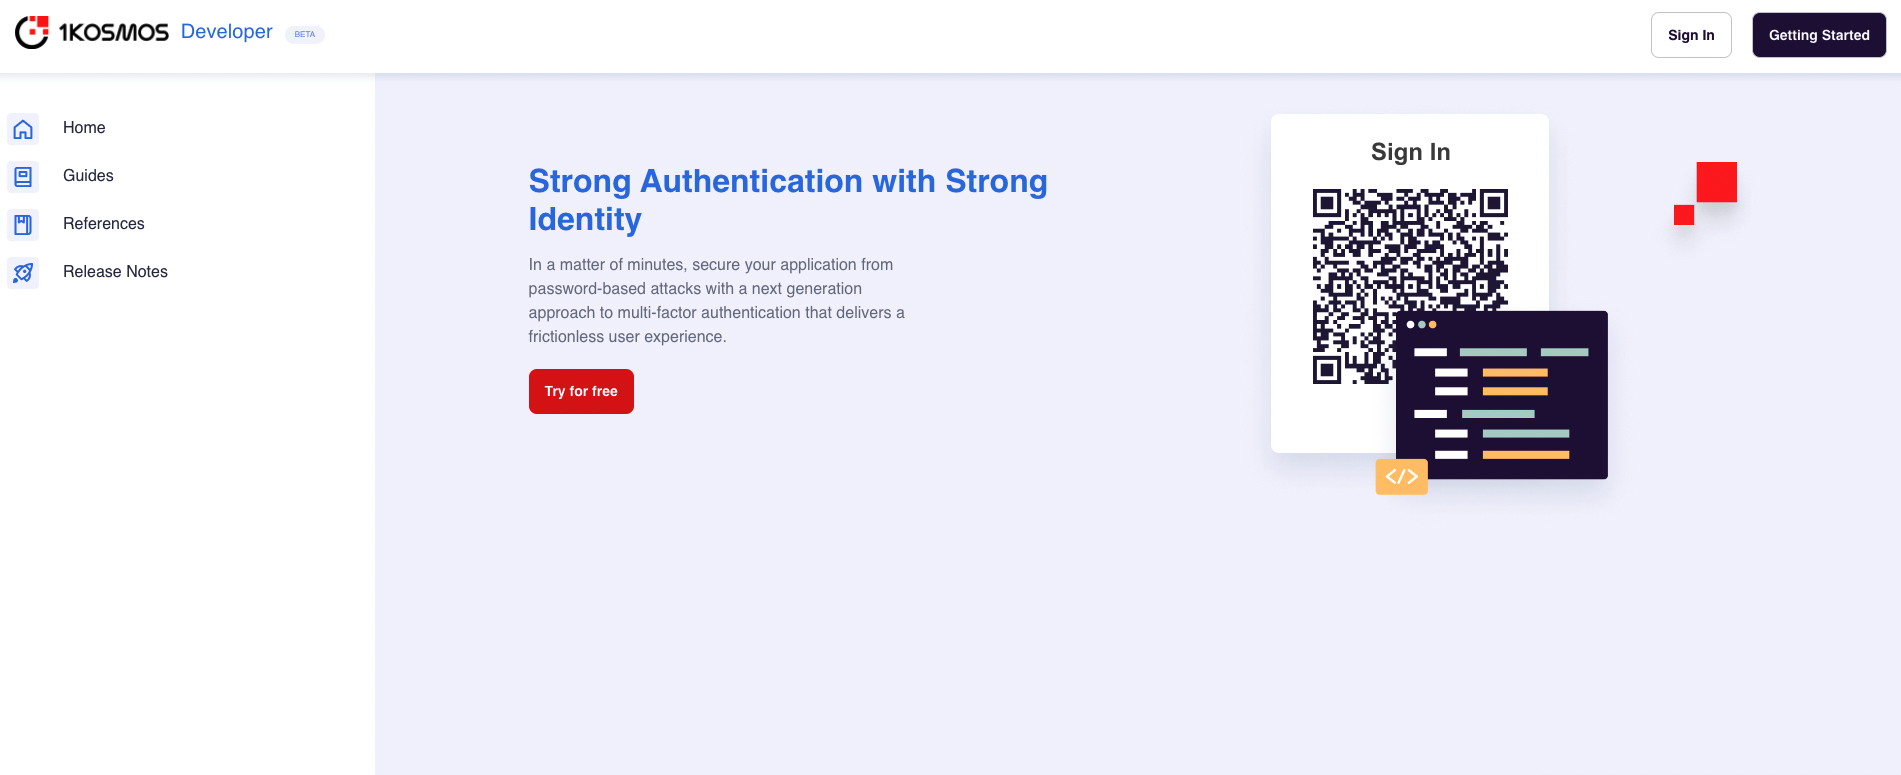 1KOSMOS Developer BETA
Sign In
Getting Started
Home
Guides
References
Release Notes
Strong Authentication with Strong
Identity
In a matter of minutes, secure your application from
password-based attacks with a next generation
approach to multi-factor authentication that delivers a
frictionless user experience.
Try for free
Sign In
</>